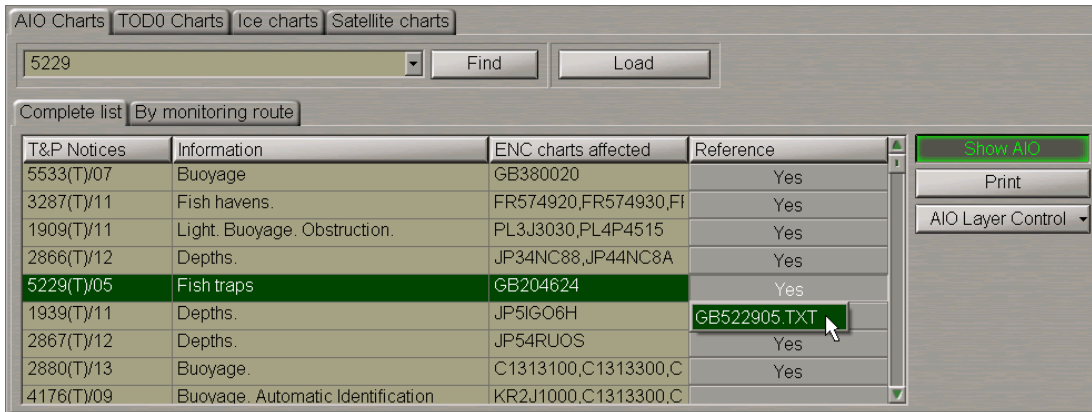 AIO Charts TOD0 Charts Ice charts Satellite charts
5229 Find Load
Complete list By monitoring route
T&P Notices Information ENC charts affected Reference Show AIO
5533(T)/07 Buoyage GB380020 Yes
Print
3287(T)/11 Fish havens. FR574920,FR574930,FF Yes
AIO Layer Control
1909(T)/11 Light. Buoyage. Obstruction. PL3J3030,PL4P4515 Yes
2866(T)/12 Depths. JP34NC88,JP44NC8A Yes
5229(T)/05 Fish traps GB204624 Yes
1939(T)/11 Depths. JP5IGO6H GB522905.TXT
2867(T)/12 Depths. JP54RUOS Yes
2880(T)/13 Buoyage. C1313100,C1313300,C Yes
4176(T)/09 Buoyage. Automatic Identification KR2J1000,C1313300,C